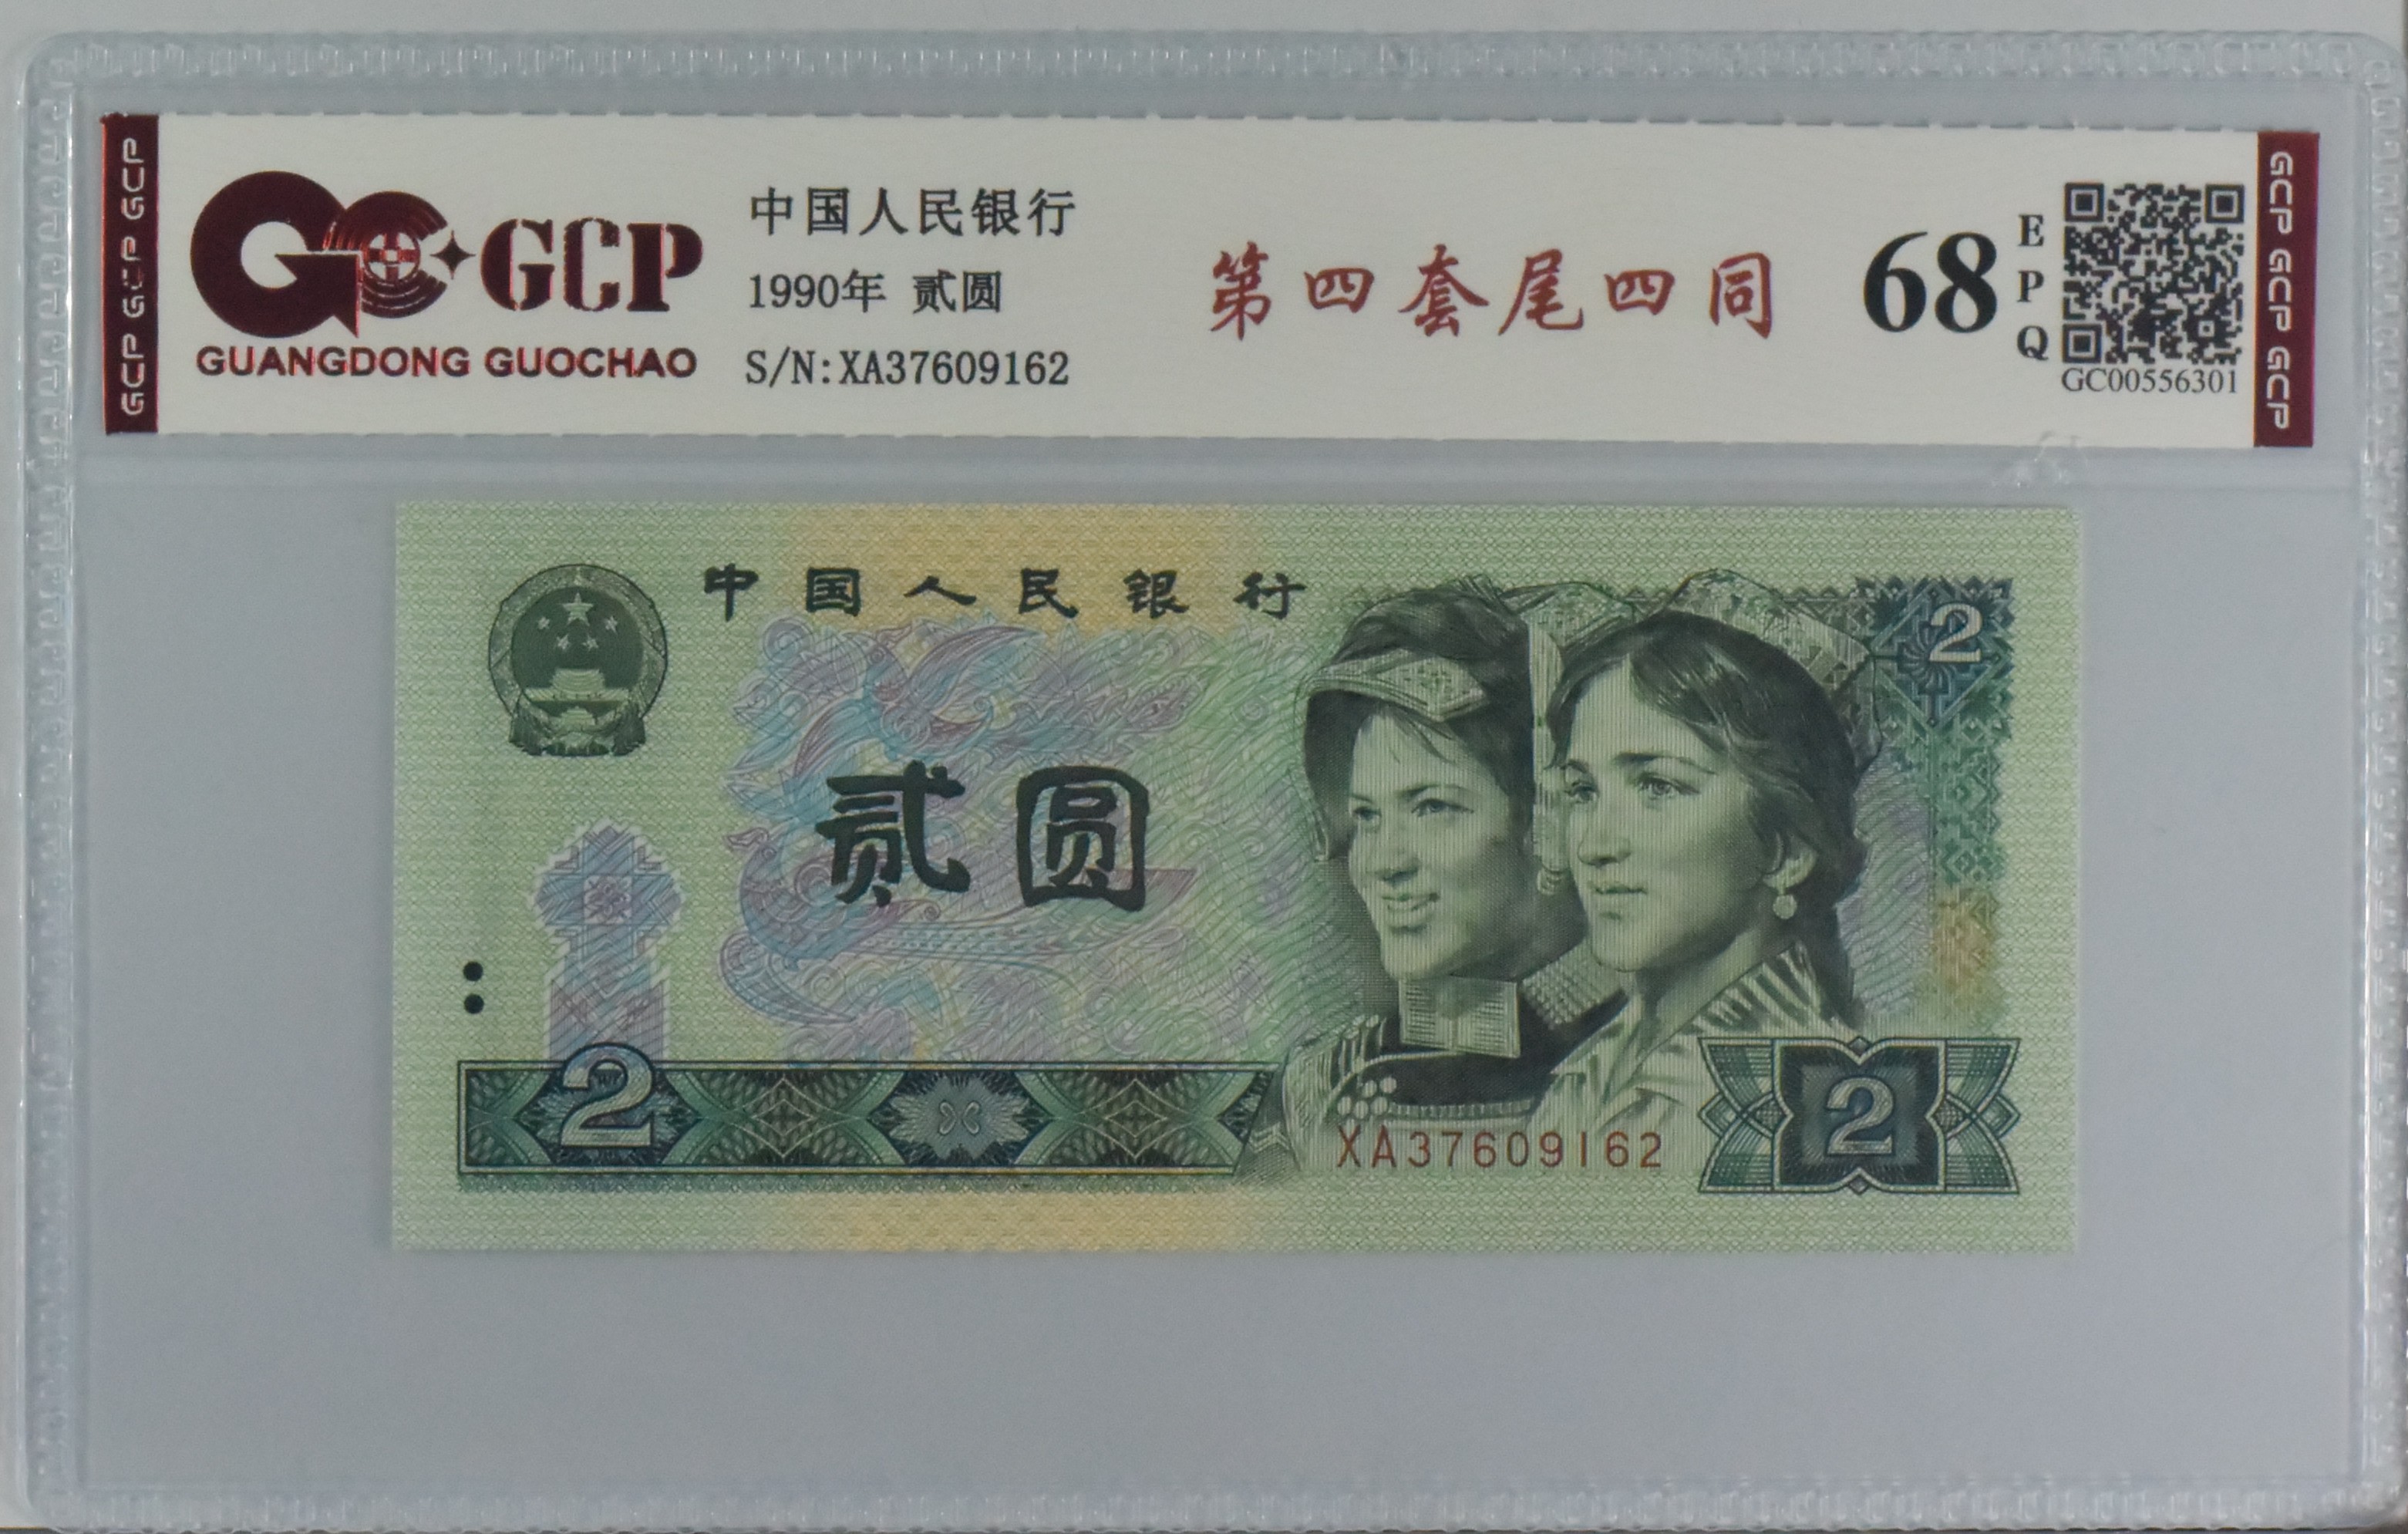 GCP GCP GCP
GCP
GUANGDONG GUOCHAO
中国人民银行
1990年 贰圆
S/N:XA37609162
第四套尾四同
68
EPQ
GC00556301
GCP GCP GCP
中国人民银行
2
贰圆
2
XA37609162
2